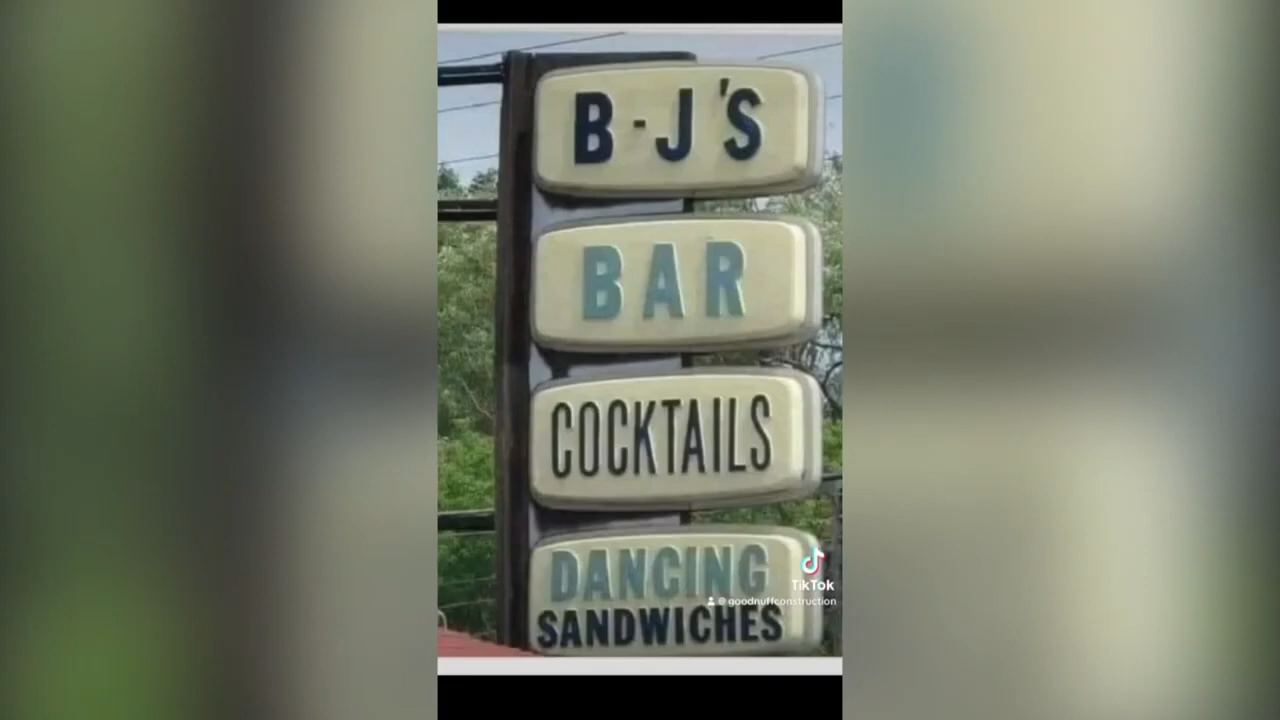 B-J'S
BAR
COCKTAILS
DANCING
SANDWICHES
TikTok
@goodnuffconstruction